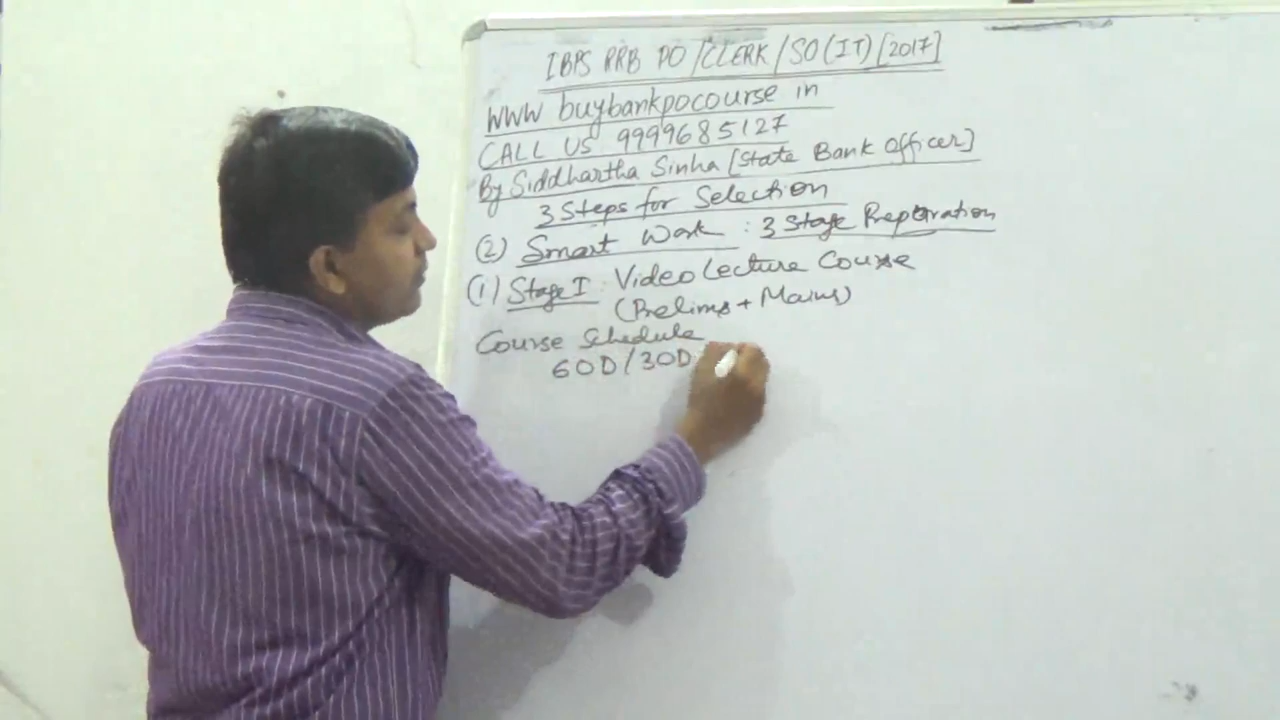 IBPS RRB PO/CLERK/SO(IT)[2017]
WWW buybankpocourse in
CALL US 9999685127
By Siddhartha Sinha [State Bank Officer]
3 Steps for Selection
(2) Smart Work : 3 Stage Preparation
(1) Stage I : Video Lecture Course
(Prelims + Mains)
Course Schedule
60D/30D